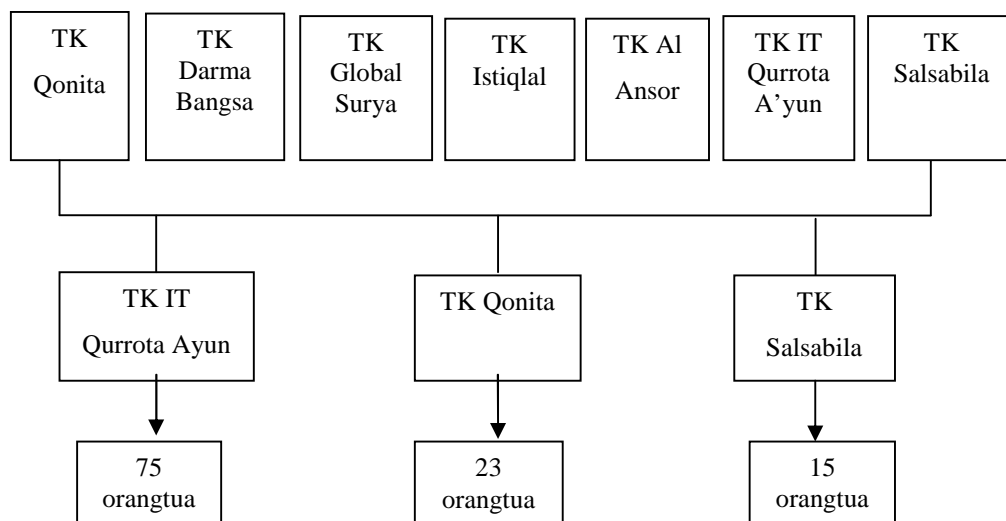 TK
Qonita
TK
Darma
Bangsa
TK
Global
Surya
TK
Istiqlal
TK Al
Ansor
TK IT
Qurrota
A'yun
TK
Salsabila
TK IT
Qurrota Ayun
TK Qonita
TK
Salsabila
75
orangtua
23
orangtua
15
orangtua